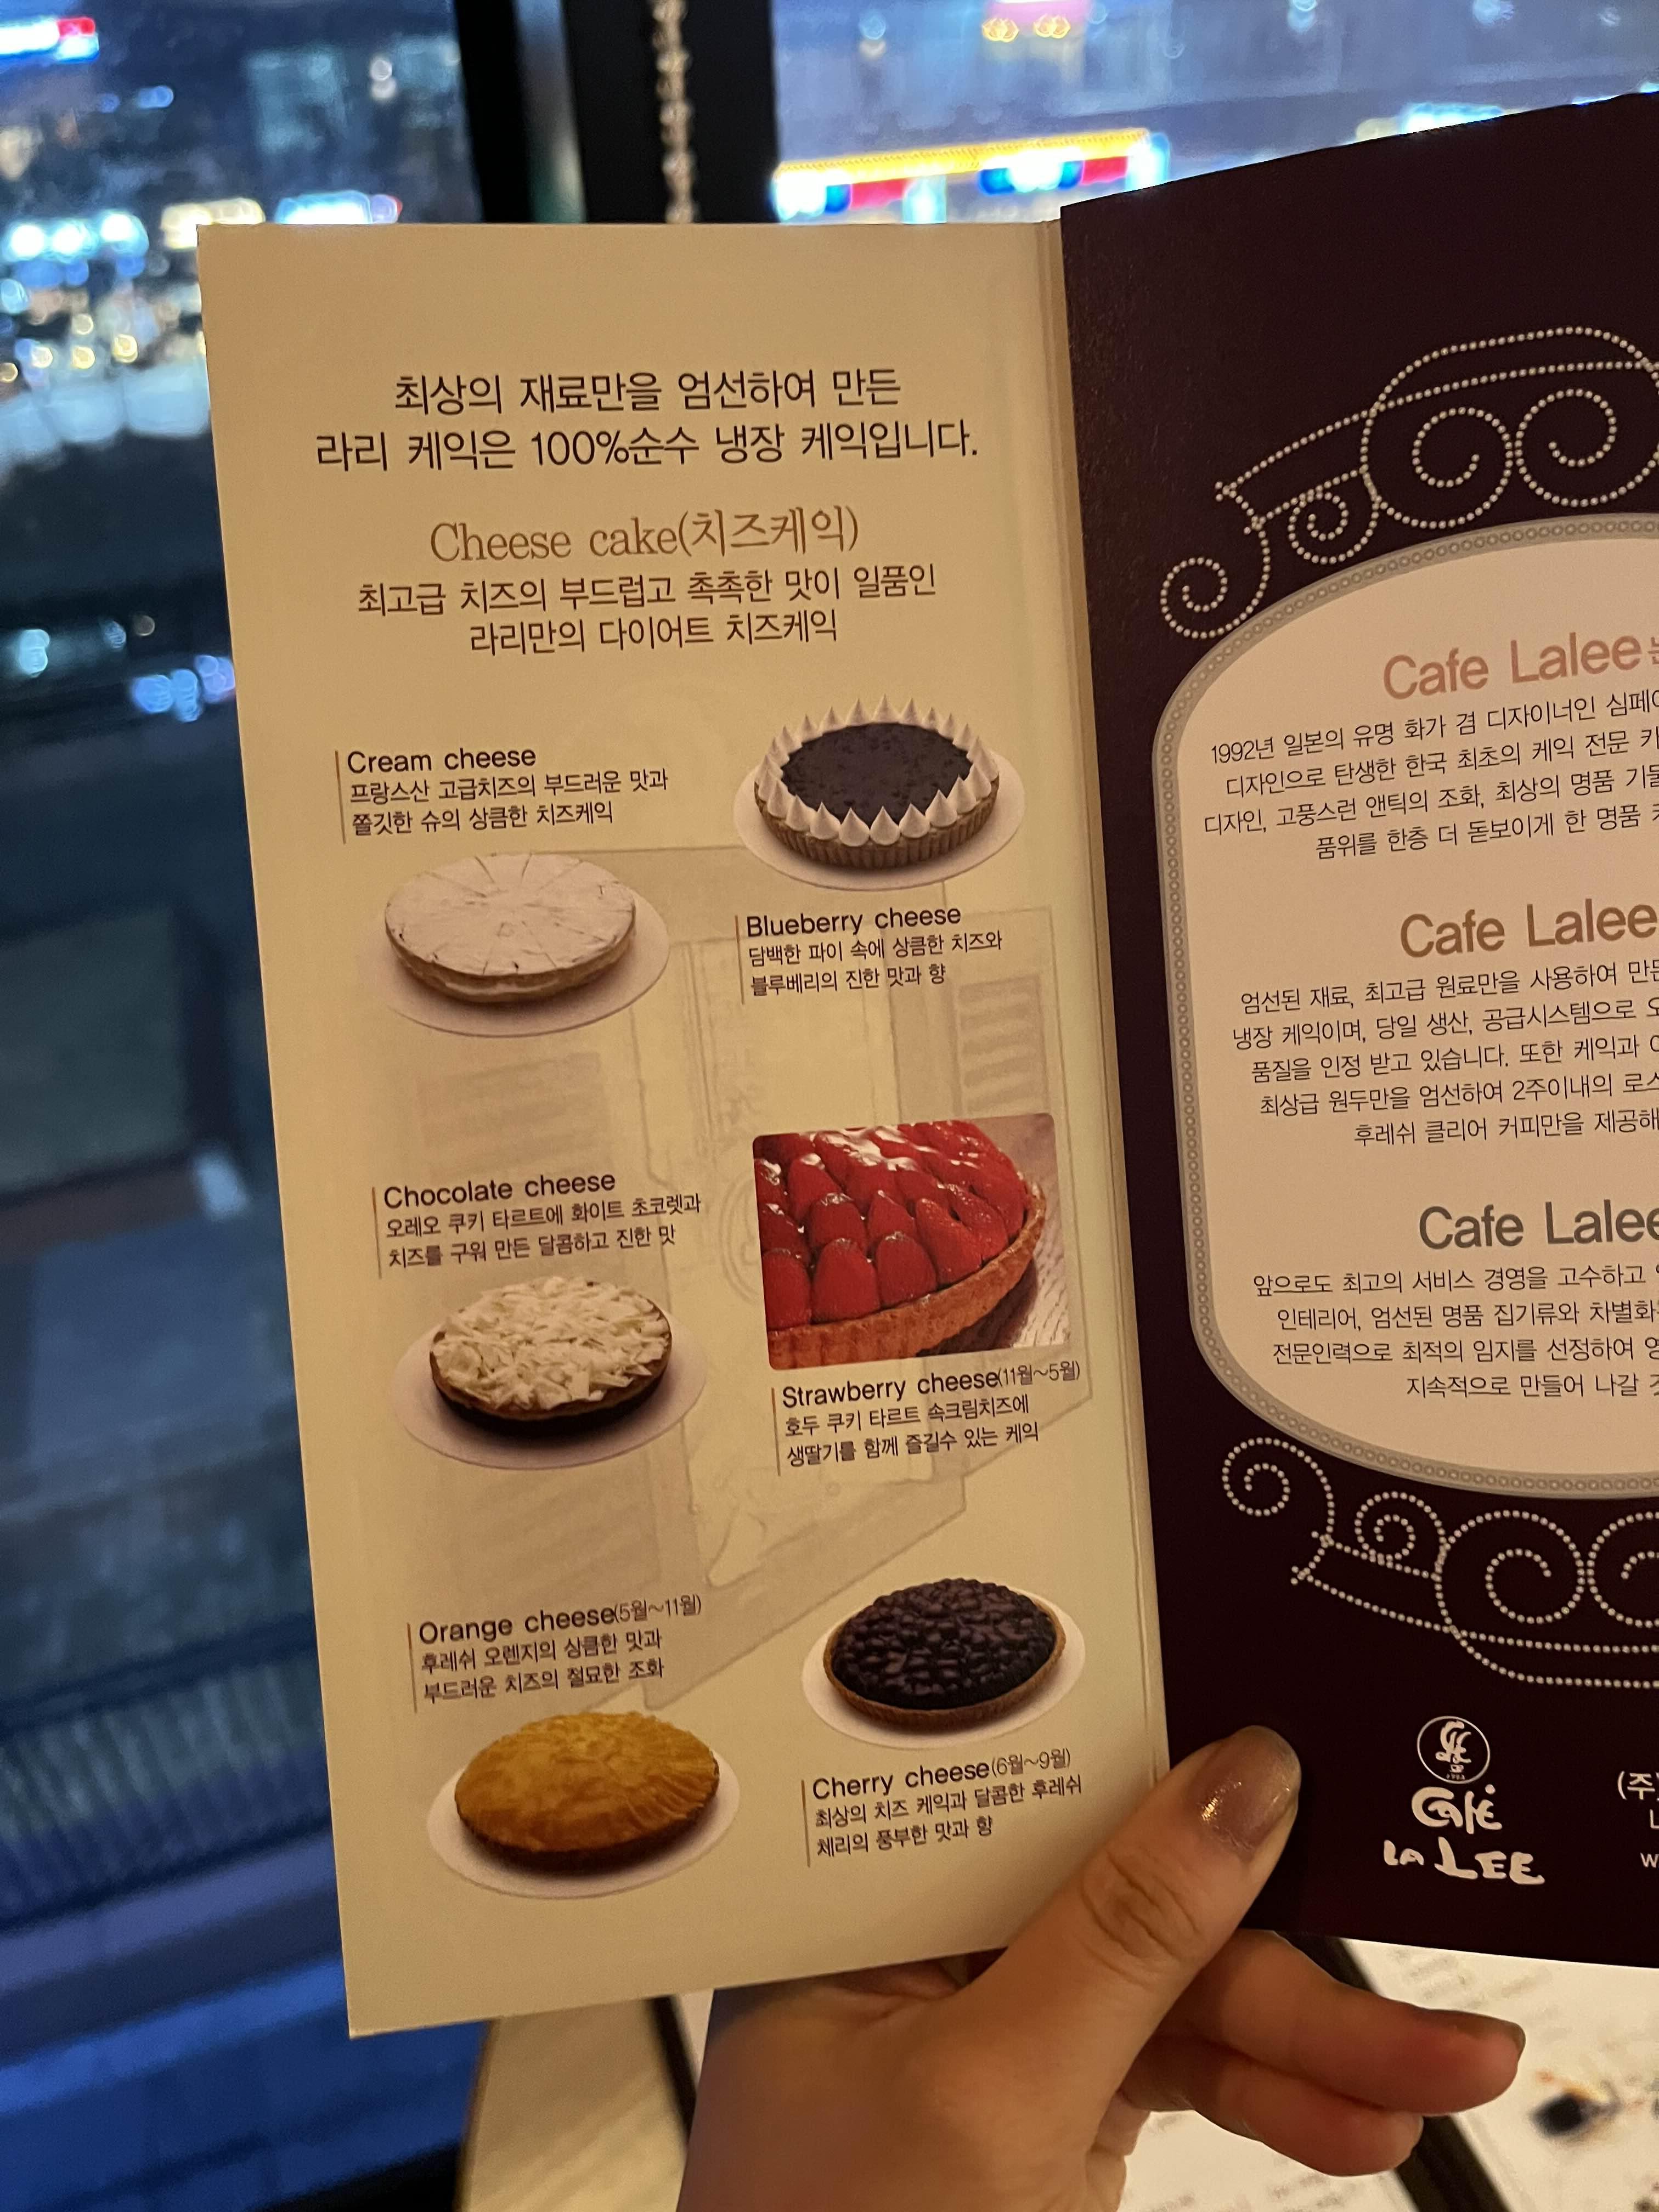 최상의 재료만을 엄선하여 만든
라리 케익은 100%순수 냉장 케익입니다.
Cheese cake(치즈케익)
최고급 치즈의 부드럽고 촉촉한 맛이 일품인
라리만의 다이어트 치즈케익
Cream cheese
프랑스산 고급치즈의 부드러운 맛과
쫄깃한 슈의 상큼한 치즈케익
Blueberry cheese
담백한 파이 속에 상큼한 치즈와
블루베리의 진한 맛과 향
Chocolate cheese
오레오 쿠키 타르트에 화이트 초코렛과
치즈를 구워 만든 달콤하고 진한 맛
Strawberry cheese(11월~5월)
호두 쿠키 타르트 속크림치즈에
생딸기를 함께 즐길수 있는 케익
Orange cheese(5월~11월)
후레쉬 오렌지의 상큼한 맛과
부드러운 치즈의 절묘한 조화
Cherry cheese(6월~9월)
최상의 치즈 케익과 달콤한 후레쉬
체리의 풍부한 맛과 향
Cafe Lalee
1992년 일본의 유명 화가 겸 디자이너인 심페이
디자인으로 탄생한 한국 최초의 케익 전문 카
디자인, 고풍스런 앤틱의 조화, 최상의 명품 기물
품위를 한층 더 돋보이게 한 명품
Cafe Lalee
엄선된 재료, 최고급 원료만을 사용하여 만든
냉장 케익이며, 당일 생산, 공급시스템으로
품질을 인정 받고 있습니다. 또한 케익과
최상급 원두만을 엄선하여 2주이내의 로스
후레쉬 클리어 커피만을 제공해
Cafe Lalee
앞으로도 최고의 서비스 경영을 고수하고
인테리어, 엄선된 명품 집기류와 차별화
전문인력으로 최적의 입지를 선정하여
지속적으로 만들어 나갈
(주)
LA LEE